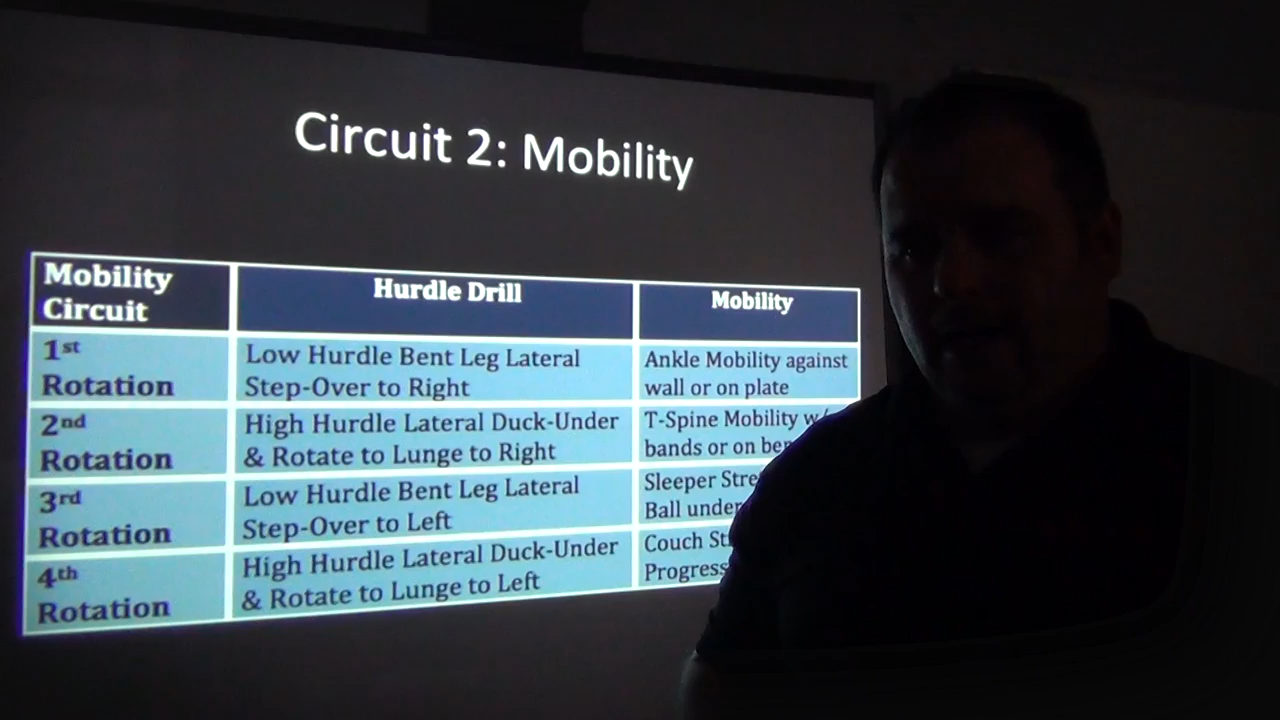 Circuit 2: Mobility
Mobility
Circuit
Hurdle Drill
Mobility
1st
Rotation
Low Hurdle Bent Leg Lateral
Step-Over to Right
Ankle Mobility against
wall or on plate
2nd
Rotation
High Hurdle Lateral Duck-Under
& Rotate to Lunge to Right
T-Spine Mobility
bands or on
3rd
Rotation
Low Hurdle Bent Leg Lateral
Step-Over to Left
Sleeper
Ball under
4th
Rotation
High Hurdle Lateral Duck-Under
& Rotate to Lunge to Left
Couch